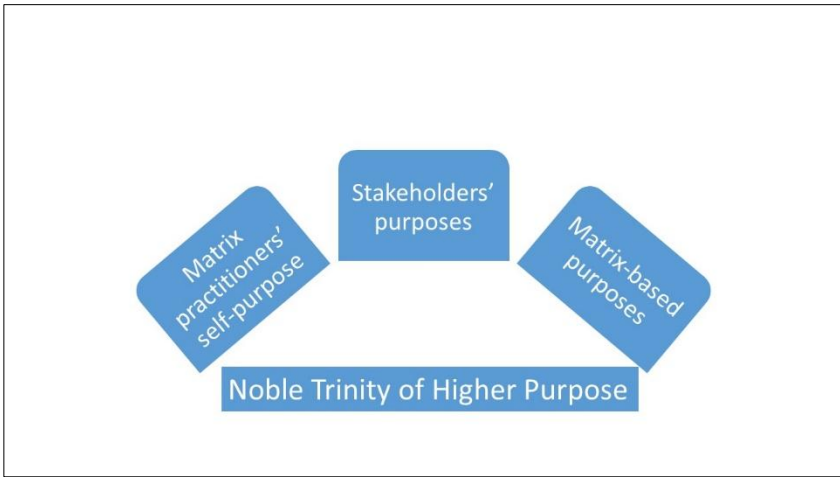 Matrix
practitioners'
self-purpose
Stakeholders'
purposes
Matrix-based
purposes
Noble Trinity of Higher Purpose